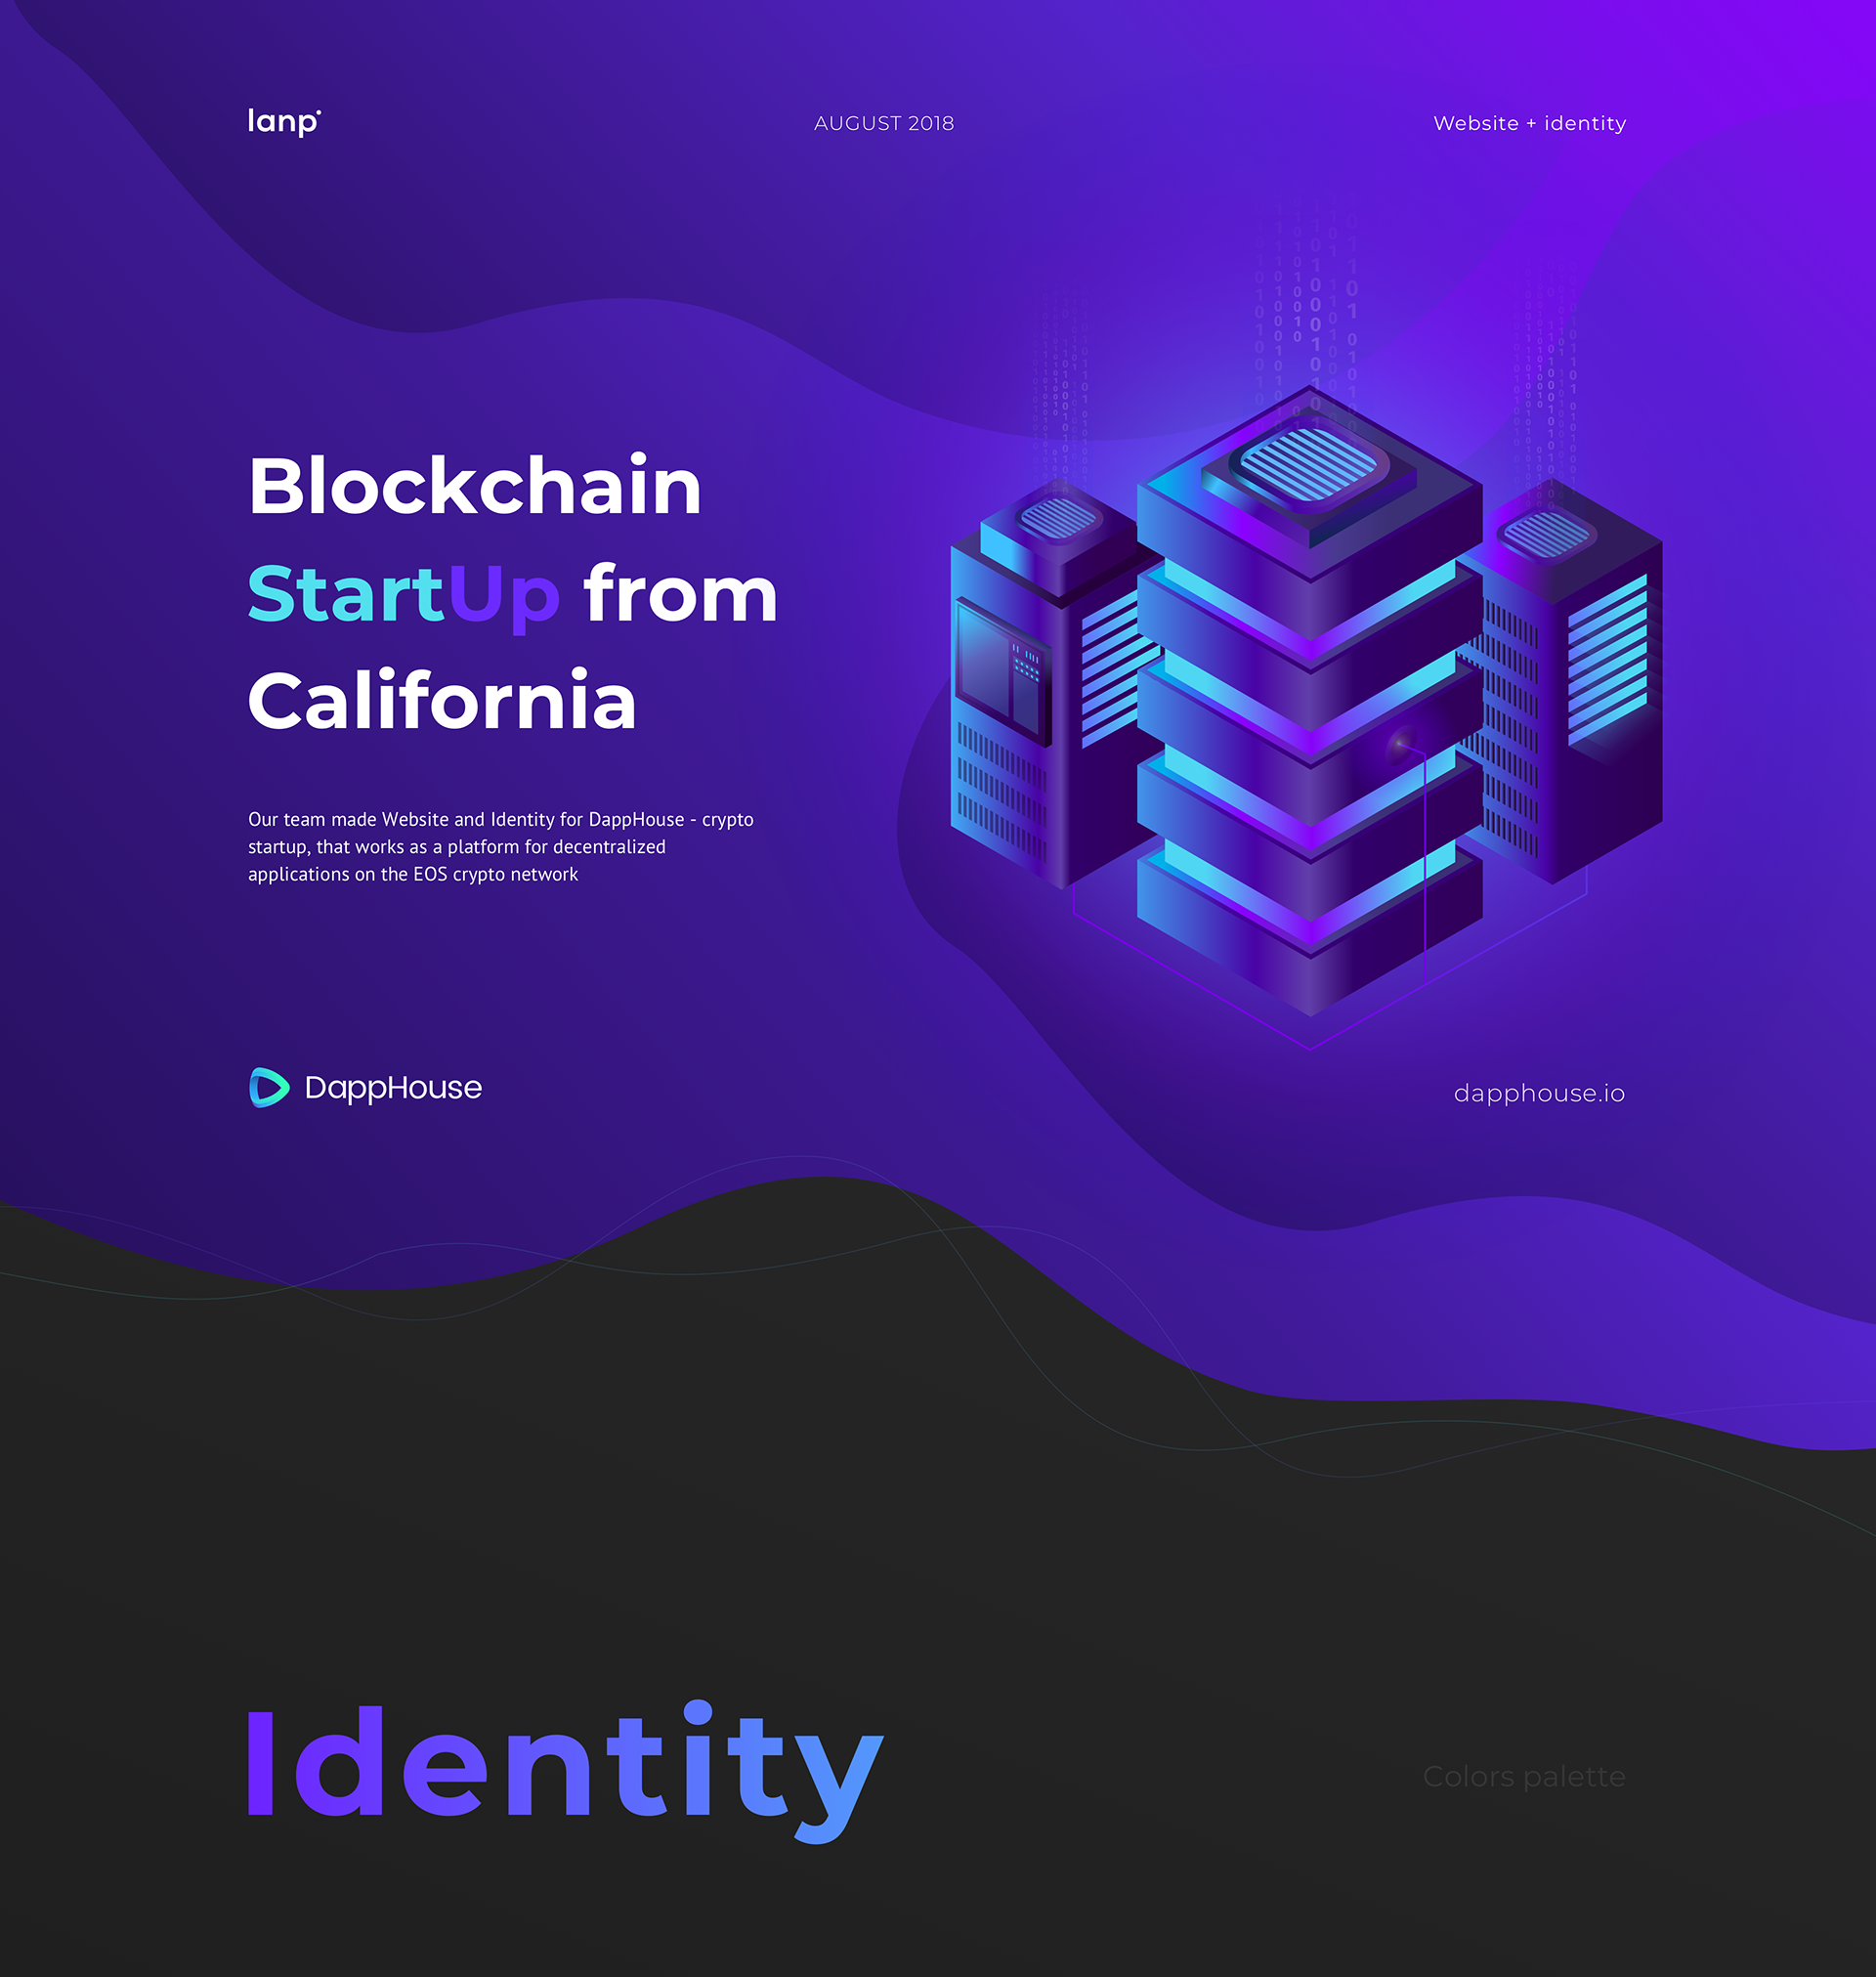 lanp
AUGUST 2018
Website + identity
Blockchain
StartUp from
California
Our team made Website and Identity for DappHouse - crypto
startup, that works as a platform for decentralized
applications on the EOS crypto network
DappHouse
dapphouse.io
Identity
Colors palette